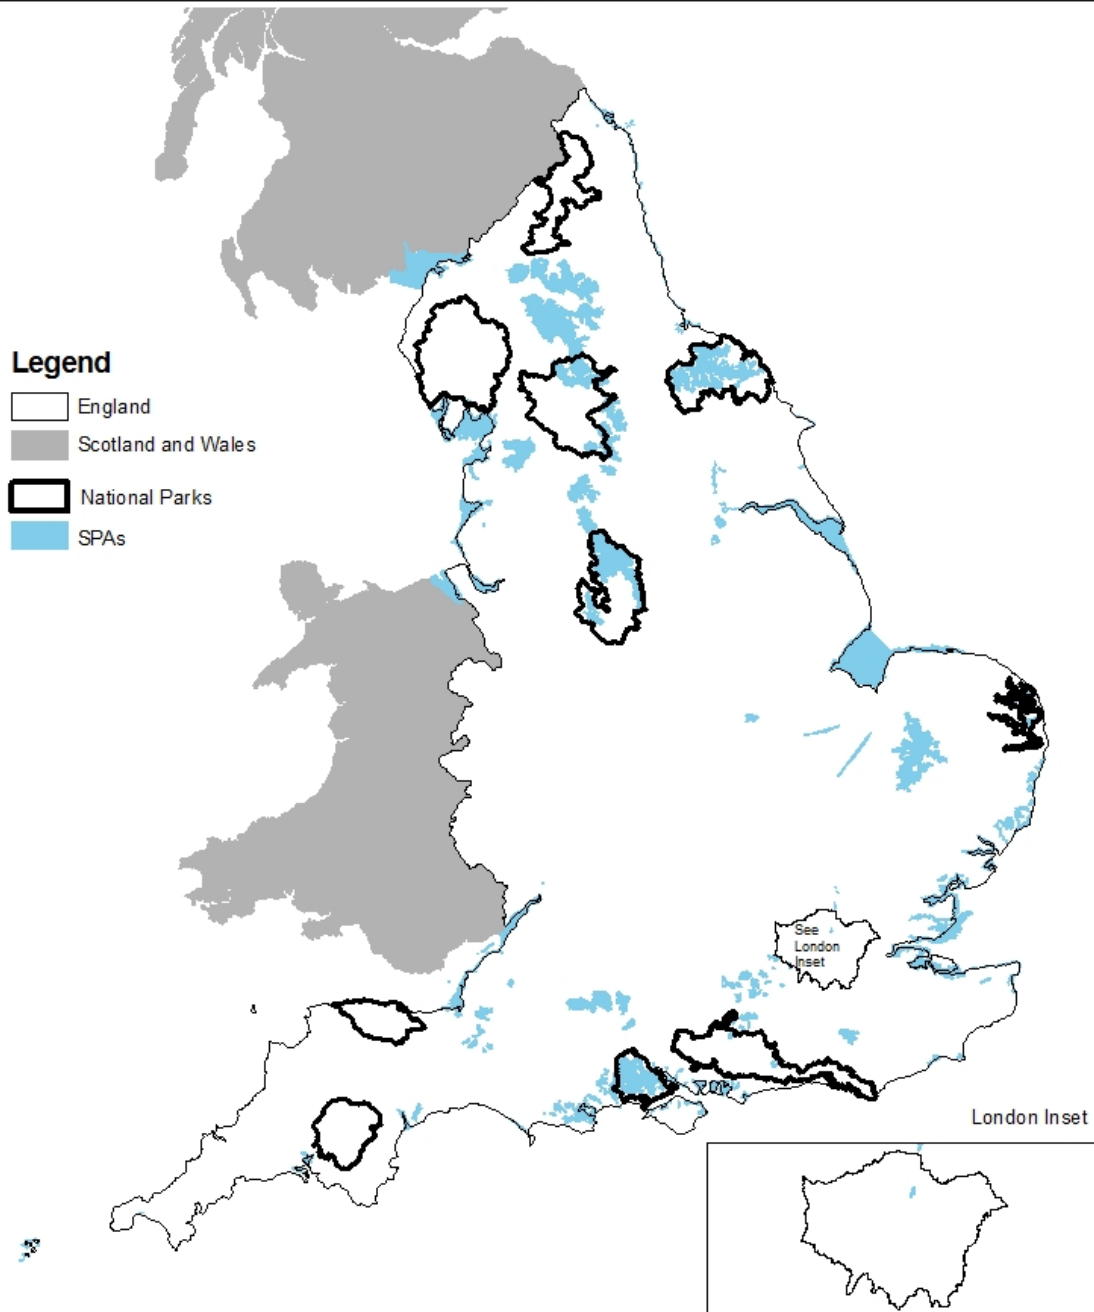 Legend
England
Scotland and Wales
National Parks
SPAs
See
London
Inset
London Inset